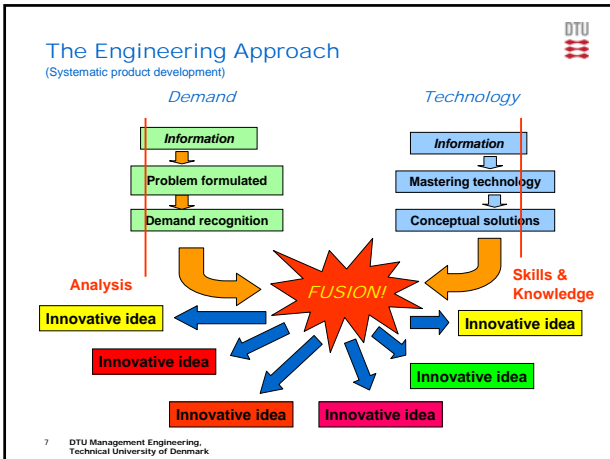 The Engineering Approach
(Systematic product development)
DTU
Demand
Technology
Information
Problem formulated
Demand recognition
Information
Mastering technology
Conceptual solutions
Analysis
FUSION!
Skills &
Knowledge
Innovative idea
Innovative idea
Innovative idea
Innovative idea
Innovative idea
Innovative idea
7 DTU Management Engineering,
Technical University of Denmark